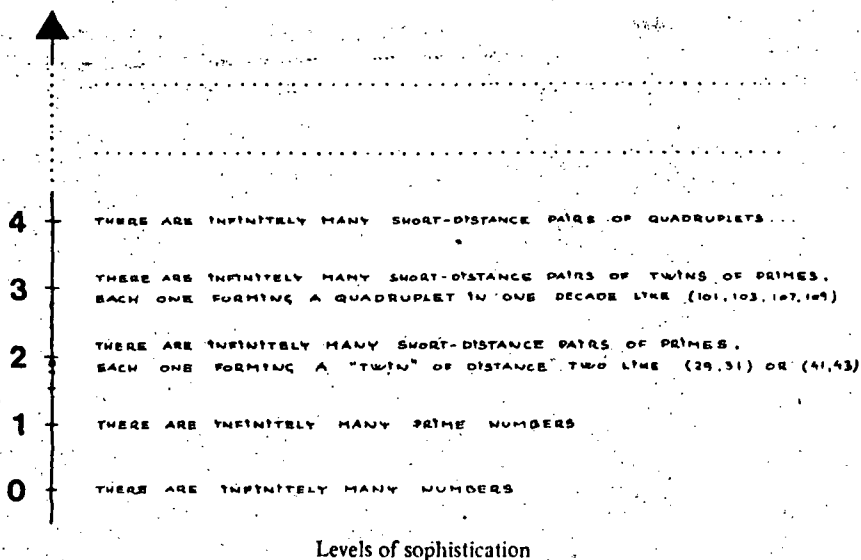 4 THERE ARE INFINITELY MANY SHORT-DISTANCE PAIRS OF QUADRUPLETS...
THERE ARE INFINITELY MANY SHORT-DISTANCE PAIRS OF TWINS OF PRIMES,
3 EACH ONE FORMING A QUADRUPLET IN ONE DECADE LIKE (101,103,107,109)
THERE ARE INFINITELY MANY SHORT-DISTANCE PAIRS OF PRIMES,
2 EACH ONE FORMING A "TWIN" OF DISTANCE TWO LIKE (29,31) OR (41,43)
1 THERE ARE INFINITELY MANY PRIME NUMBERS
0 THERE ARE INFINITELY MANY NUMBERS
Levels of sophistication